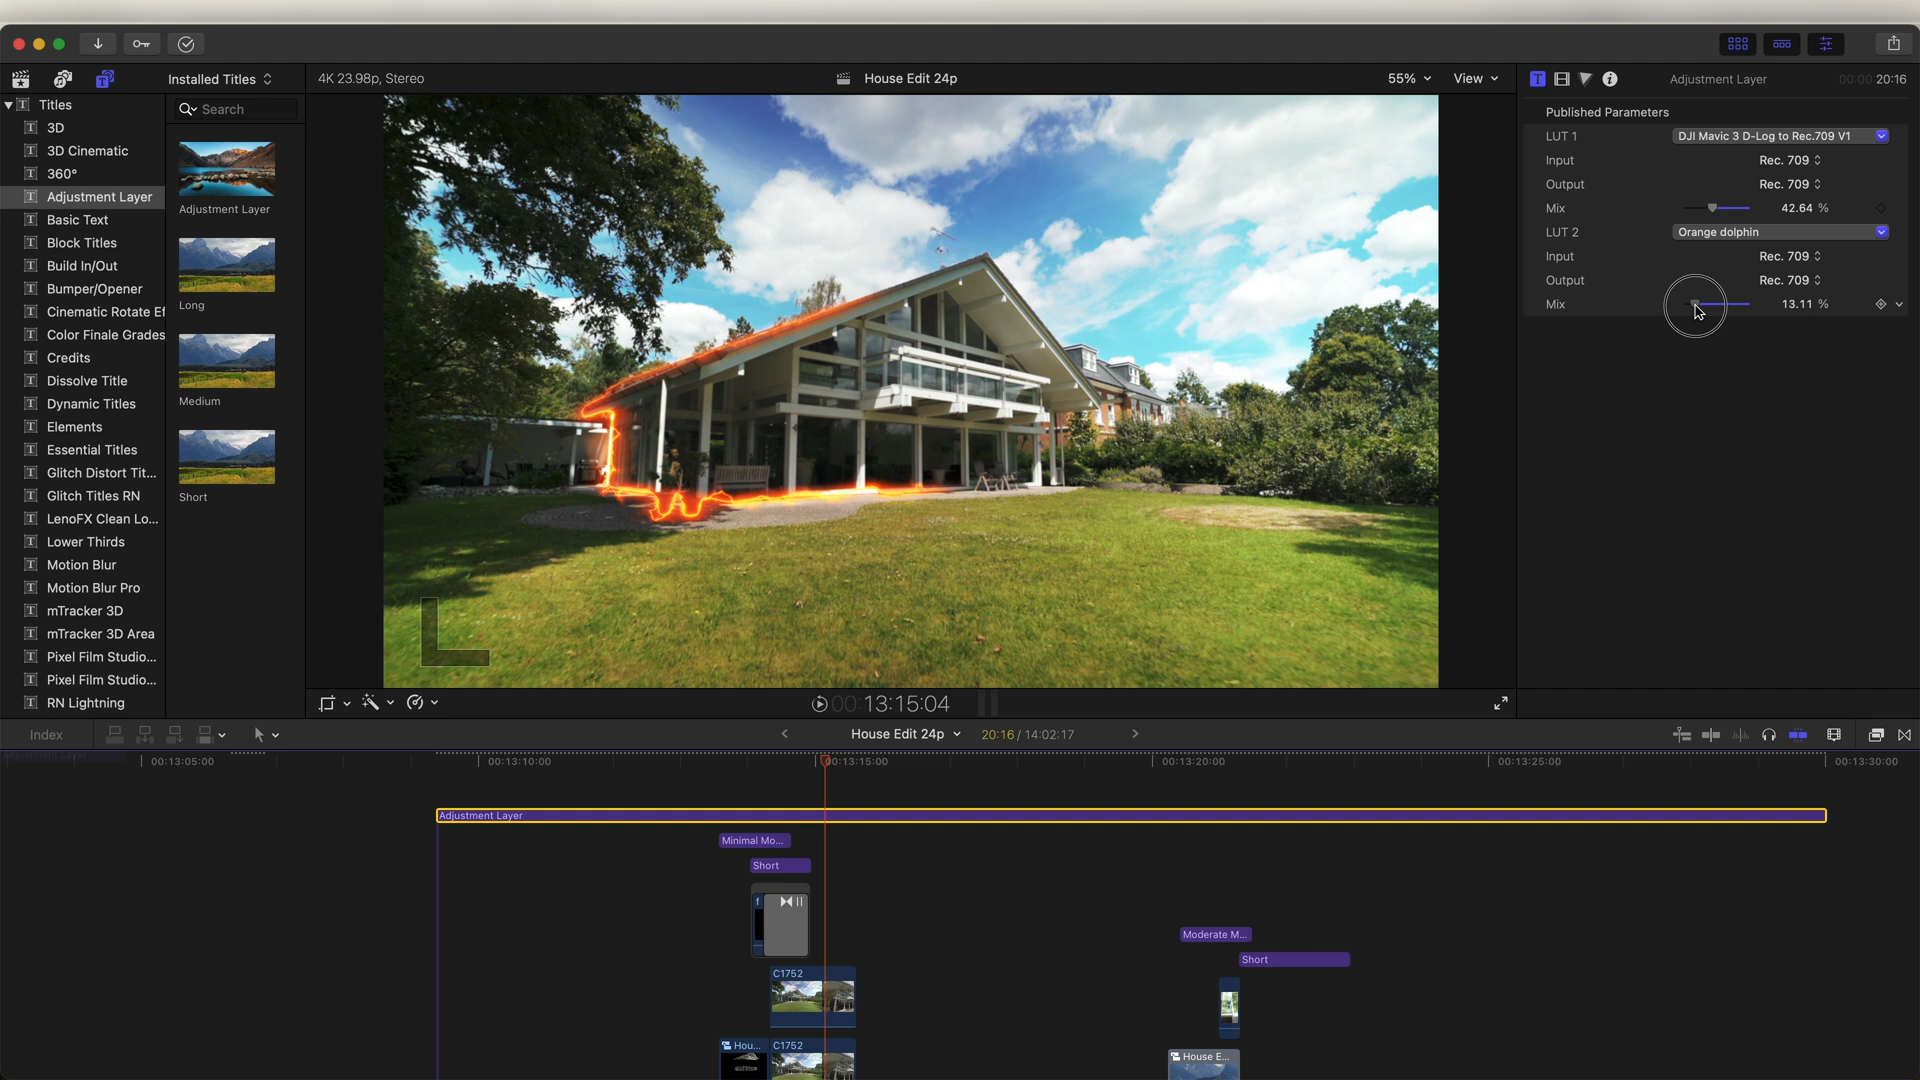 Installed Titles
4K 23.98p, Stereo
House Edit 24p
55%
View
Adjustment Layer
00:00:20:16
Titles
3D
3D Cinematic
360°
Adjustment Layer
Basic Text
Block Titles
Build In/Out
Bumper/Opener
Cinematic Rotate Ef
Color Finale Grades
Credits
Dissolve Title
Dynamic Titles
Elements
Essential Titles
Glitch Distort Tit...
Glitch Titles RN
LenoFX Clean Lo...
Lower Thirds
Motion Blur
Motion Blur Pro
mTracker 3D
mTracker 3D Area
Pixel Film Studio...
Pixel Film Studio...
RN Lightning
Search
Adjustment Layer
Long
Medium
Short
Published Parameters
LUT 1
DJI Mavic 3 D-Log to Rec.709 V1
Input
Rec. 709
Output
Rec. 709
Mix
42.64 %
LUT 2
Orange dolphin
Input
Rec. 709
Output
Rec. 709
Mix
13.11 %
00:13:15:04
Index
House Edit 24p
20:16 / 14:02:17
00:13:05:00
00:13:10:00
00:13:15:00
00:13:20:00
00:13:25:00
00:13:30:00
Adjustment Layer
Minimal Mo...
Short
f
Moderate M...
Short
C1752
Hou...
C1752
House E...